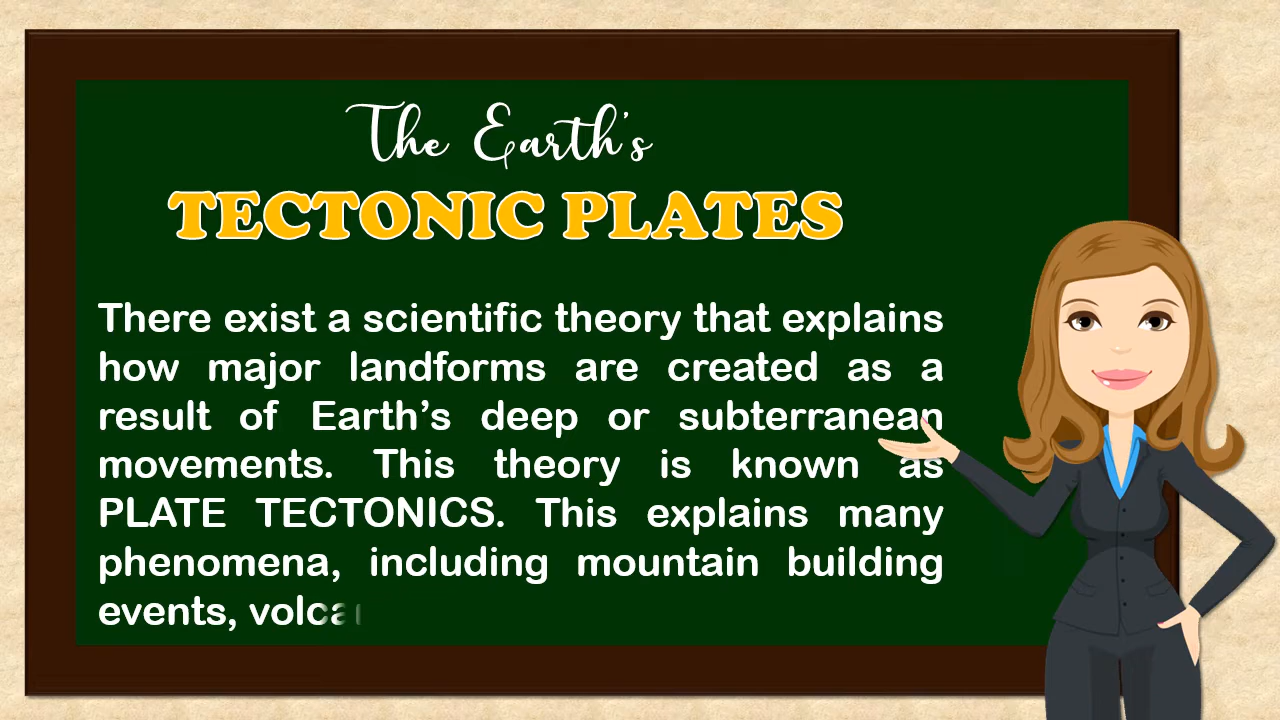 The Earth's
TECTONIC PLATES
There exist a scientific theory that explains
how major landforms are created as a
result of Earth’s deep or subterranean
movements. This theory is known as
PLATE TECTONICS. This explains many
phenomena, including mountain building
events,